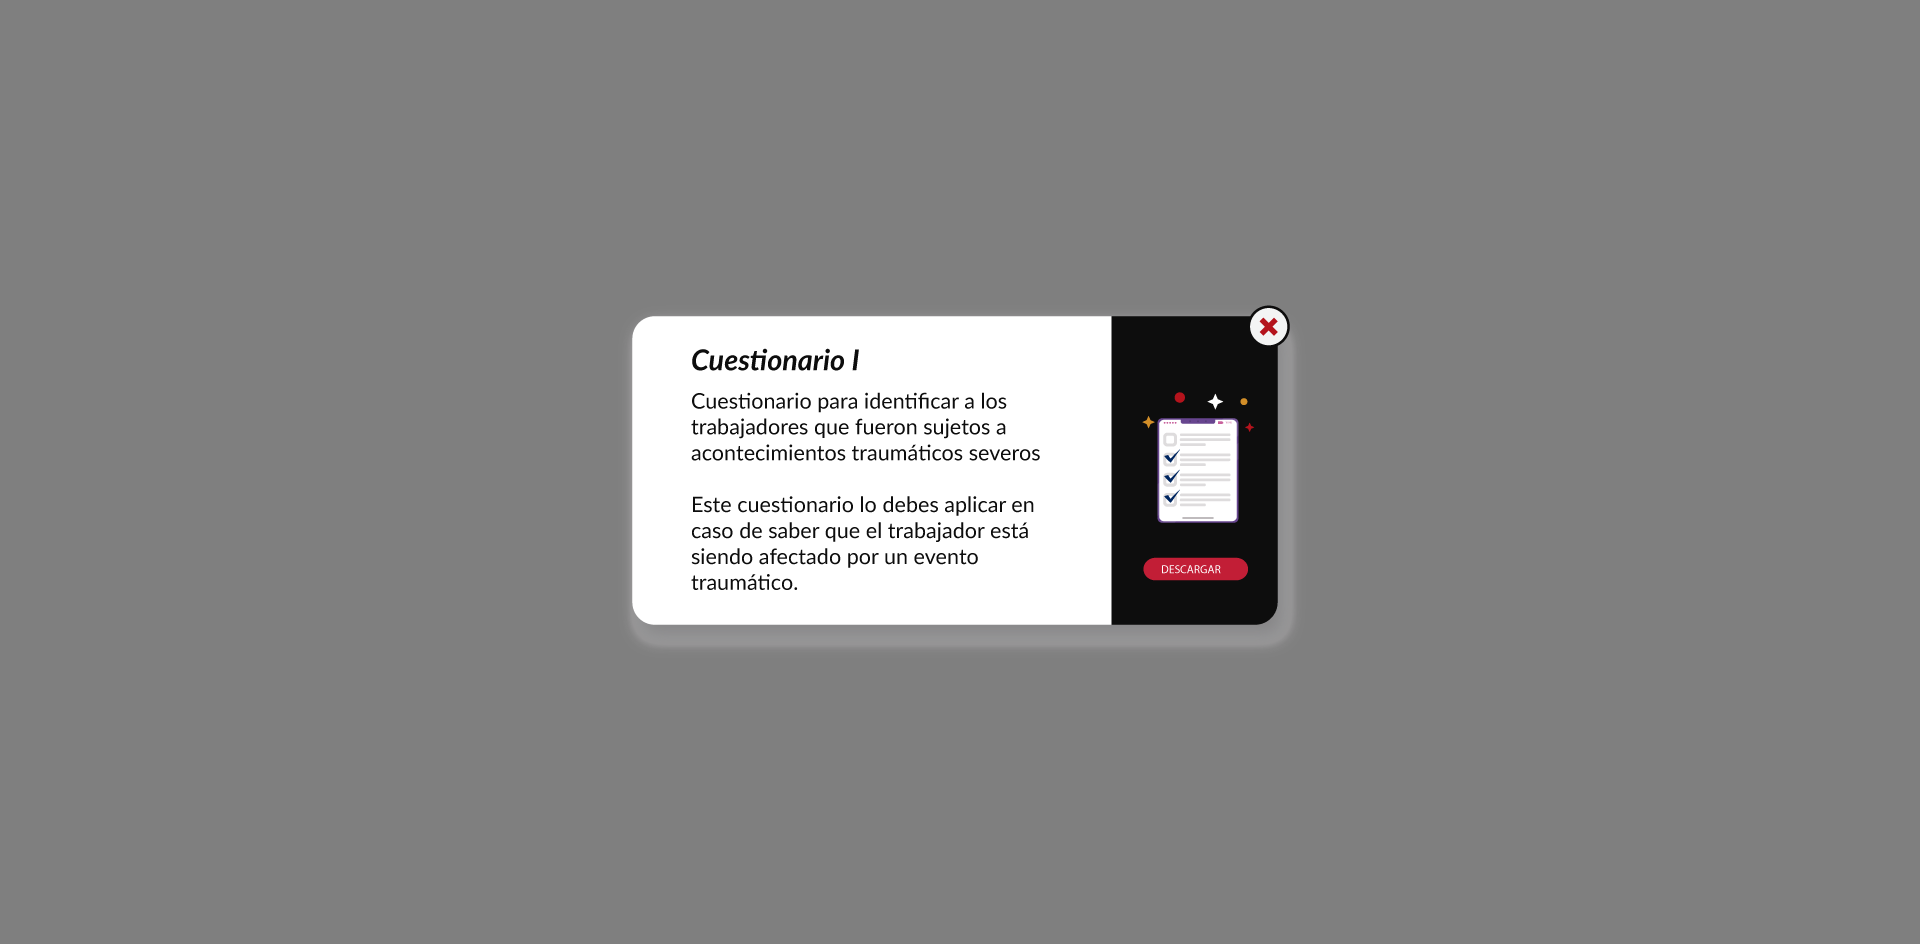 Cuestionario I
Cuestionario para identificar a los
trabajadores que fueron sujetos a
acontecimientos traumáticos severos
Este cuestionario lo debes aplicar en
caso de saber que el trabajador está
siendo afectado por un evento
traumático.
DESCARGAR